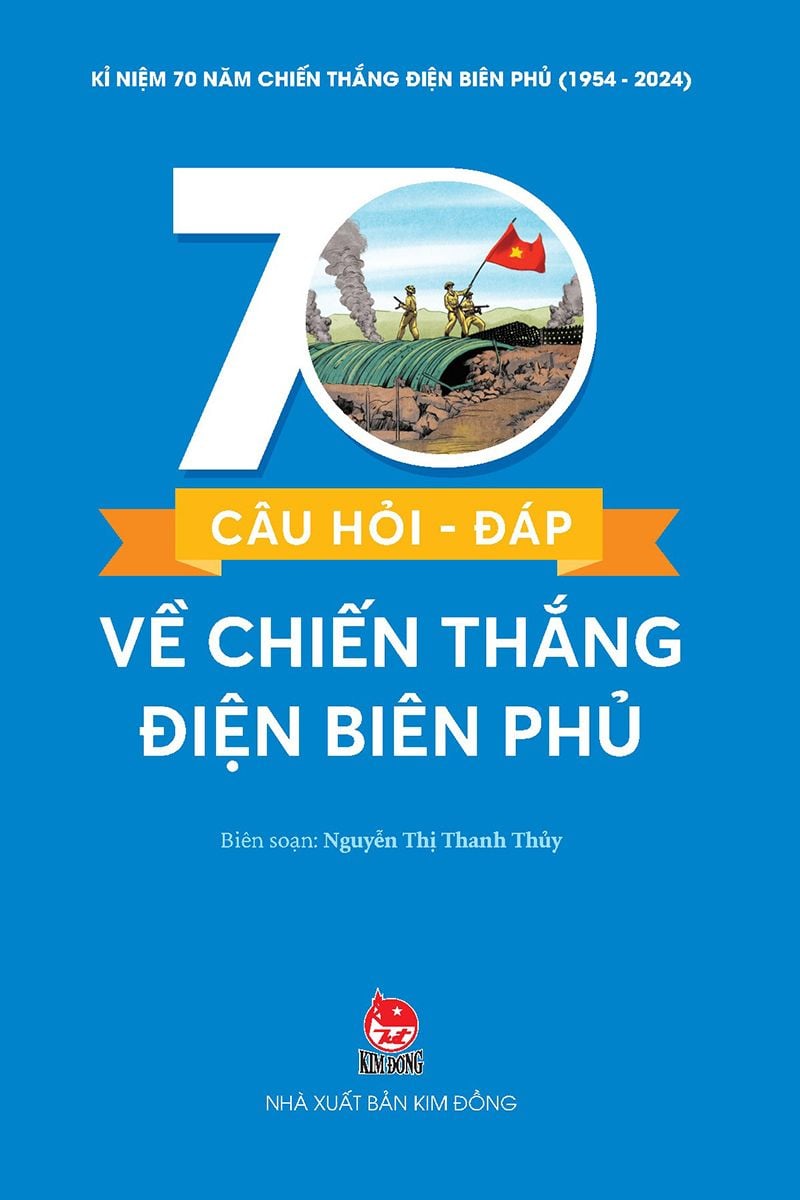 KỈ NIỆM 70 NĂM CHIẾN THẮNG ĐIỆN BIÊN PHỦ (1954 - 2024)
70
CÂU HỎI - ĐÁP
VỀ CHIẾN THẮNG
ĐIỆN BIÊN PHỦ
Biên soạn: Nguyễn Thị Thanh Thủy
KIM ĐỒNG
NHÀ XUẤT BẢN KIM ĐỒNG